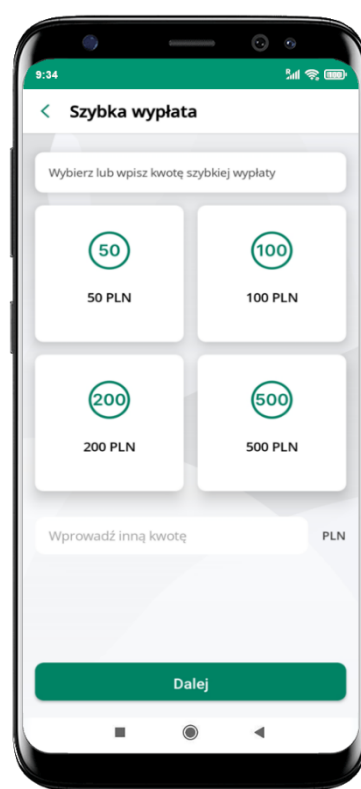 9:34
Szybka wypłata
Wybierz lub wpisz kwotę szybkiej wypłaty
50
100
50 PLN
100 PLN
200
500
200 PLN
500 PLN
Wprowadź inną kwotę
PLN
Dalej